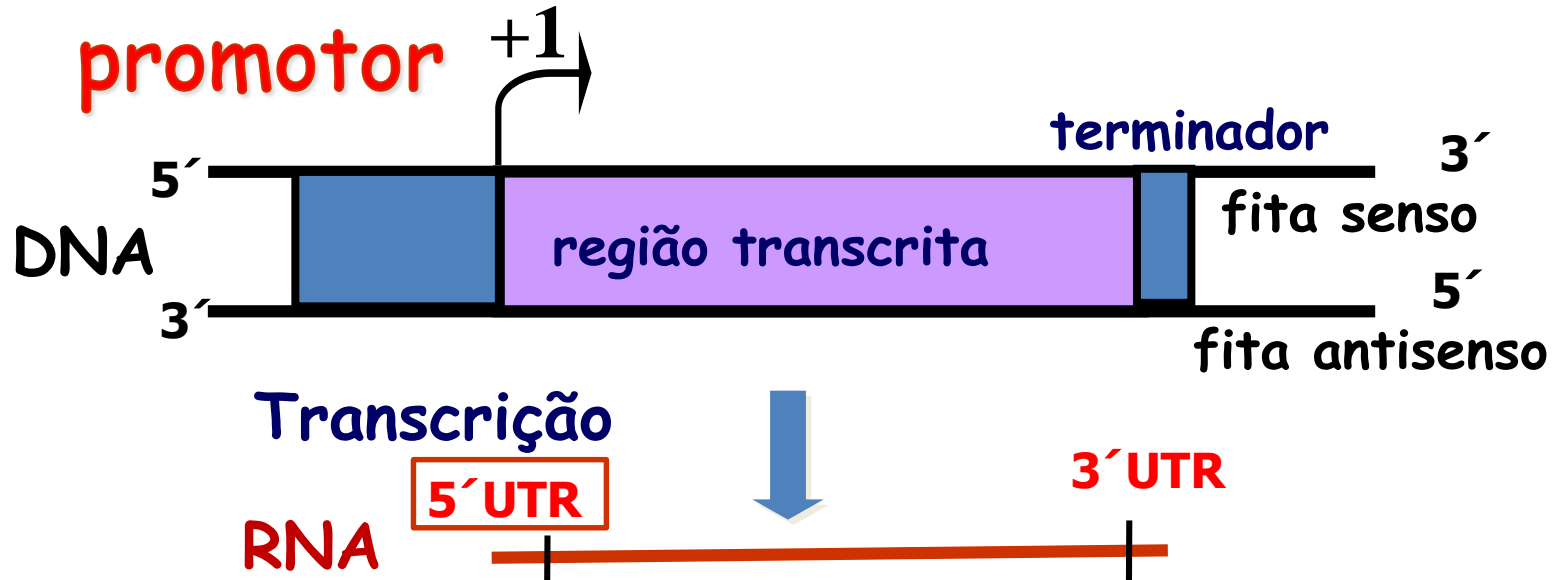 promotor
+1
terminador
5´
3´
fita senso
DNA
região transcrita
3´
5´
fita antisenso
Transcrição
5´UTR
3´UTR
RNA